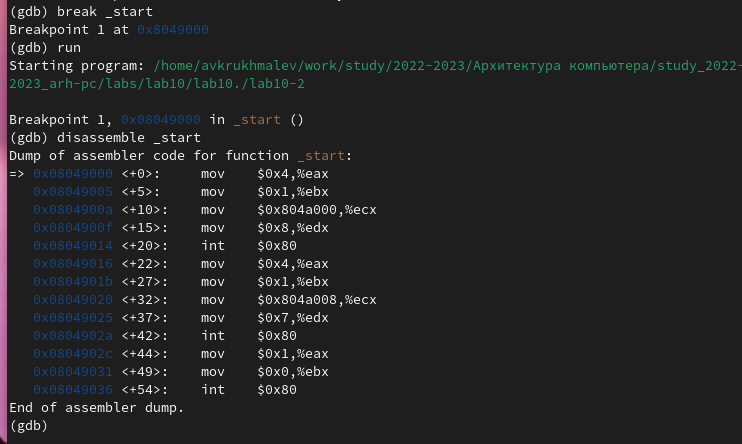 (gdb) break _start
Breakpoint 1 at 0x8049000
(gdb) run
Starting program: /home/avkrukhmalev/work/study/2022-2023/Архитектура компьютера/study_2022-
2023_arh-pc/labs/lab10/lab10./lab10-2
Breakpoint 1, 0x08049000 in _start ()
(gdb) disassemble _start
Dump of assembler code for function _start:
=> 0x08049000 <+0>:     mov    $0x4,%eax
   0x08049005 <+5>:     mov    $0x1,%ebx
   0x0804900a <+10>:    mov    $0x804a000,%ecx
   0x0804900f <+15>:    mov    $0x8,%edx
   0x08049014 <+20>:    int    $0x80
   0x08049016 <+22>:    mov    $0x4,%eax
   0x0804901b <+27>:    mov    $0x1,%ebx
   0x08049020 <+32>:    mov    $0x804a008,%ecx
   0x08049025 <+37>:    mov    $0x7,%edx
   0x0804902a <+42>:    int    $0x80
   0x0804902c <+44>:    mov    $0x1,%eax
   0x08049031 <+49>:    mov    $0x0,%ebx
   0x08049036 <+54>:    int    $0x80
End of assembler dump.
(gdb)